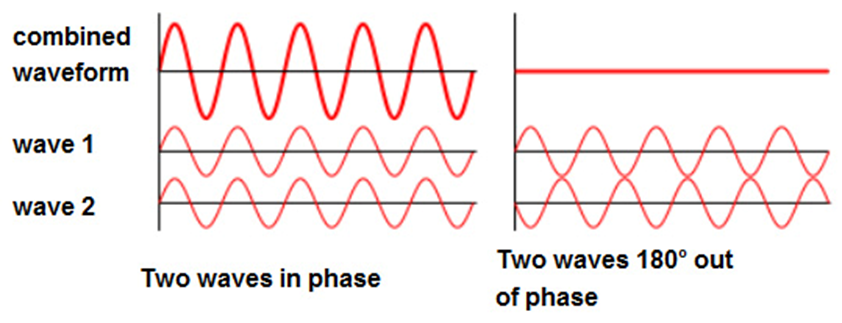 combined
waveform
wave 1
wave 2
Two waves in phase
Two waves 180° out
of phase